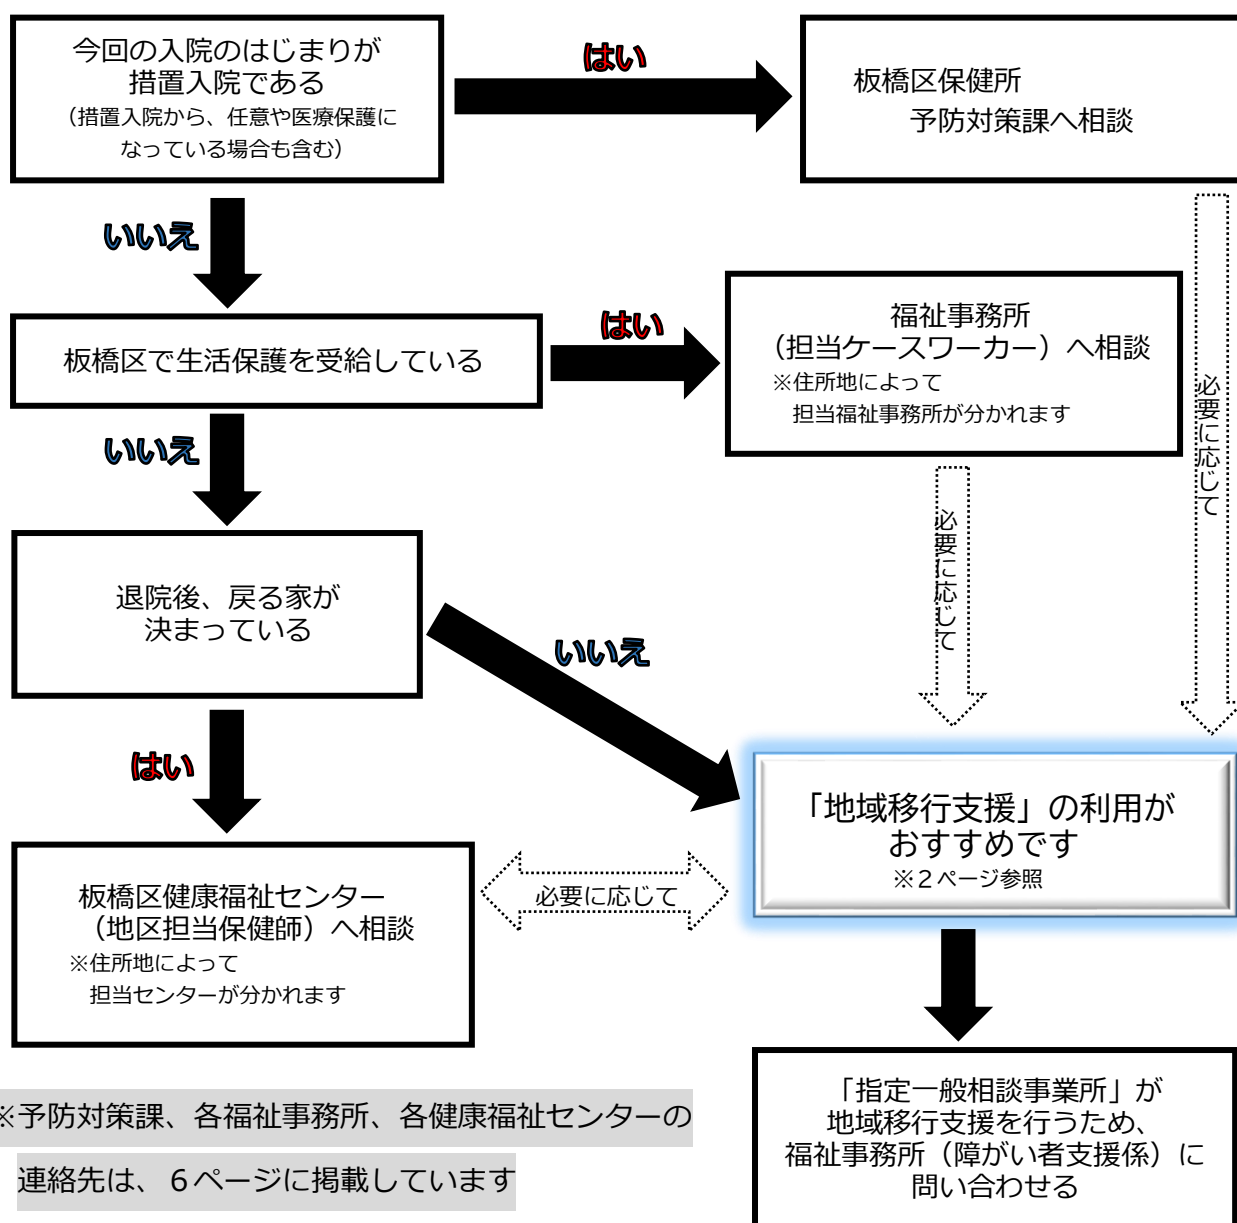 今回の入院のはじまりが
措置入院である
（措置入院から、任意や医療保護に
なっている場合も含む）
はい
板橋区保健所
予防対策課へ相談
いいえ
板橋区で生活保護を受給している
はい
福祉事務所
（担当ケースワーカー）へ相談
※住所地によって
担当福祉事務所が分かれます
必要に応じて
必要に応じて
いいえ
退院後、戻る家が
決まっている
いいえ
はい
「地域移行支援」の利用が
おすすめです
※２ページ参照
板橋区健康福祉センター
（地区担当保健師）へ相談
※住所地によって
担当センターが分かれます
必要に応じて
「指定一般相談事業所」が
地域移行支援を行うため、
福祉事務所（障がい者支援係）に
問い合わせる
※予防対策課、各福祉事務所、各健康福祉センターの
連絡先は、６ページに掲載しています